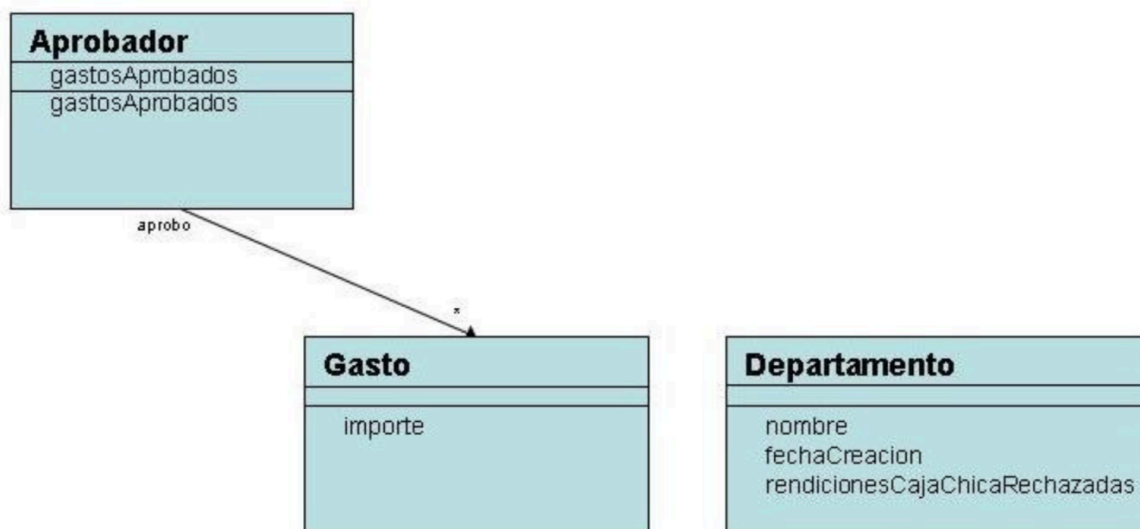 Aprobador
gastosAprobados
gastosAprobados
aprobo
*
Gasto
importe
Departamento
nombre
fechaCreacion
rendicionesCajaChicaRechazadas